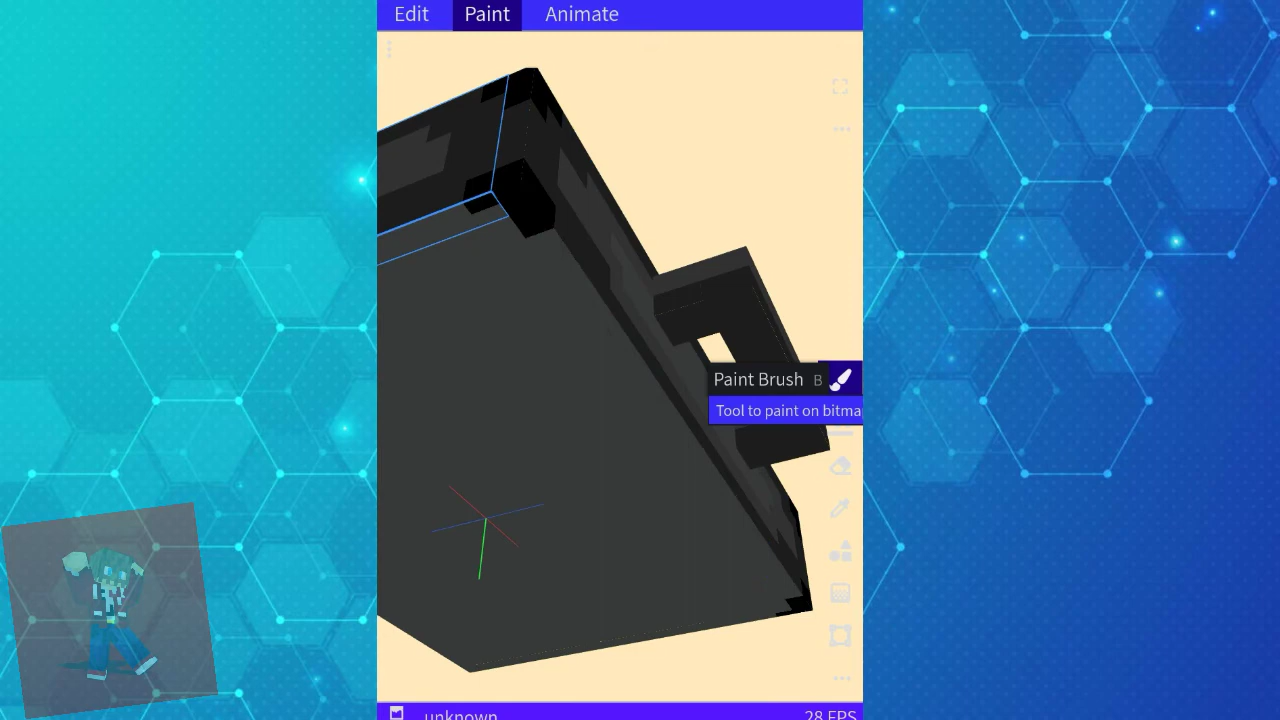 Edit Paint Animate
Paint Brush B
Tool to paint on bitma
unknown 28 FPS